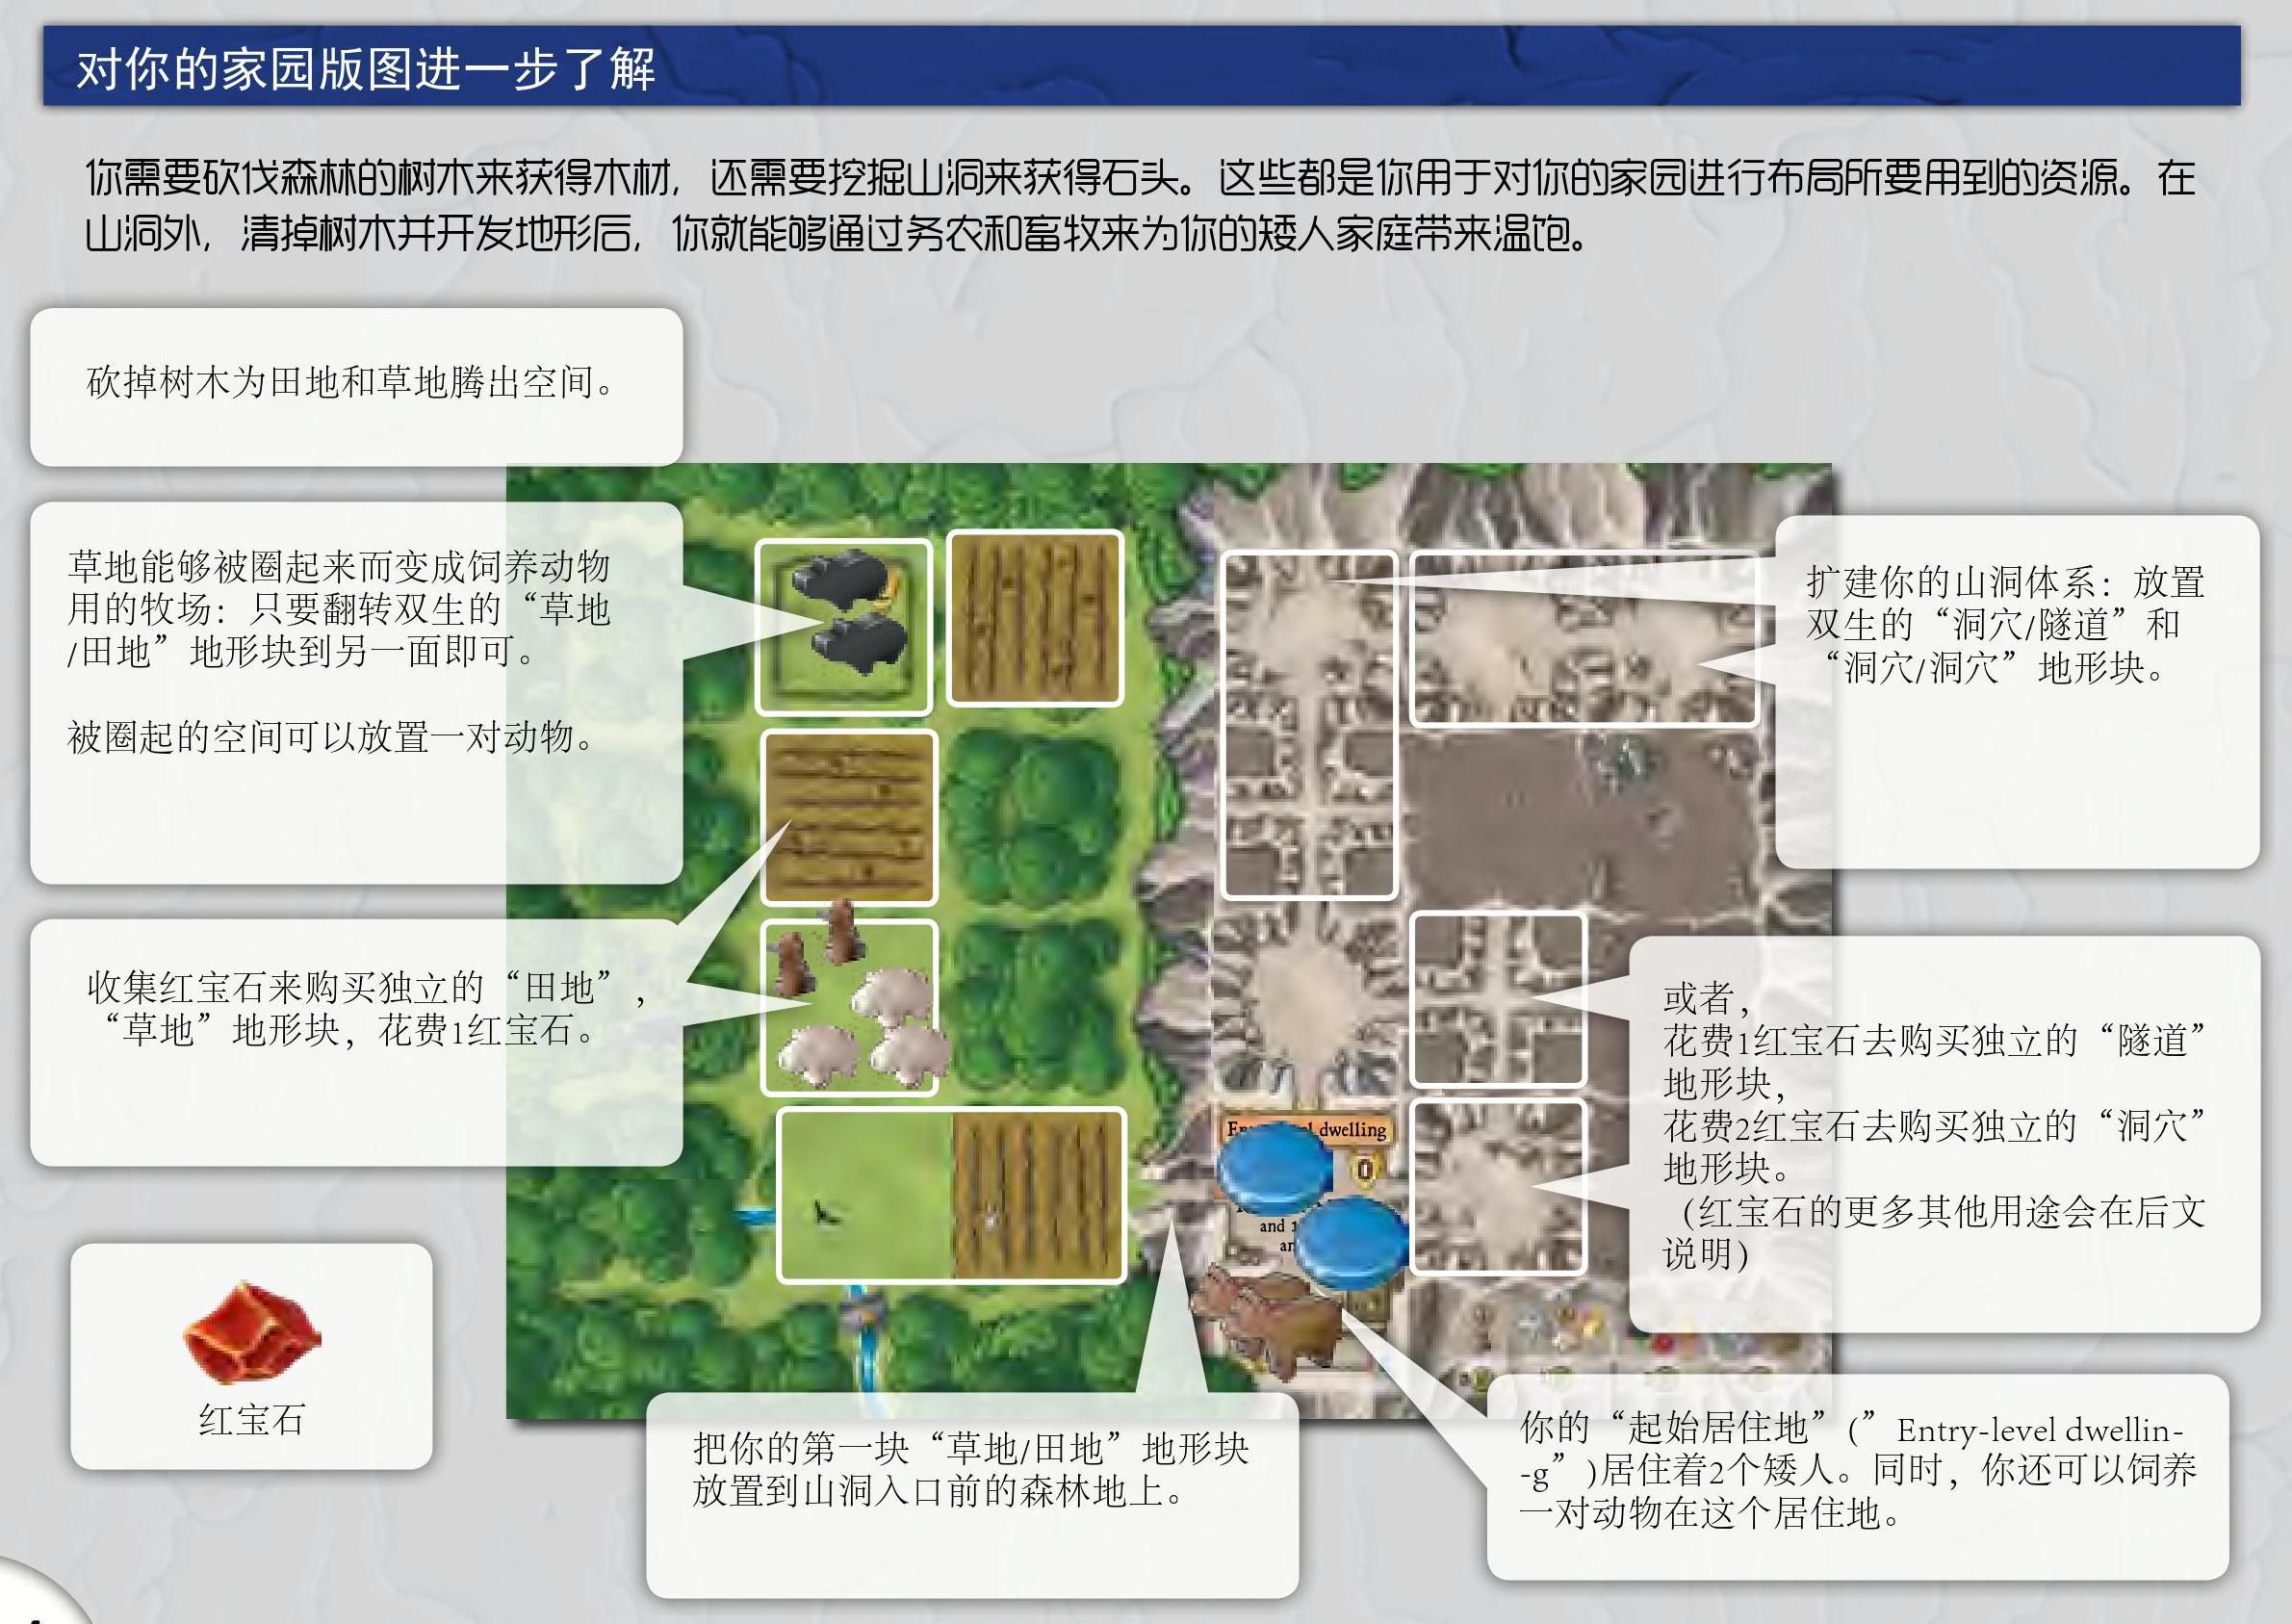 对你的家园版图进一步了解
你需要砍伐森林的树木来获得木材，还需要挖掘山洞来获得石头。这些都是你用于对你的家园进行布局所要用到的资源。在
山洞外，清掉树木并开发地形后，你就能够通过务农和畜牧来为你的矮人家庭带来温饱。
砍掉树木为田地和草地腾出空间。
草地能够被圈起来而变成饲养动物
用的牧场：只要翻转双生的“草地
/田地”地形块到另一面即可。
被圈起的空间可以放置一对动物。
收集红宝石来购买独立的“田地”，
“草地”地形块，花费1红宝石。
红宝石
扩建你的山洞体系：放置
双生的“洞穴/隧道”和
“洞穴/洞穴”地形块。
或者，
花费1红宝石去购买独立的“隧道”
地形块，
花费2红宝石去购买独立的“洞穴”
地形块。
（红宝石的更多其他用途会在后文
说明）
dwelling
0
and 1
把你的第一块“草地/田地”地形块
放置到山洞入口前的森林地上。
你的“起始居住地”(”Entry-level dwellin-
-g”)居住着2个矮人。同时，你还可以饲养
一对动物在这个居住地。